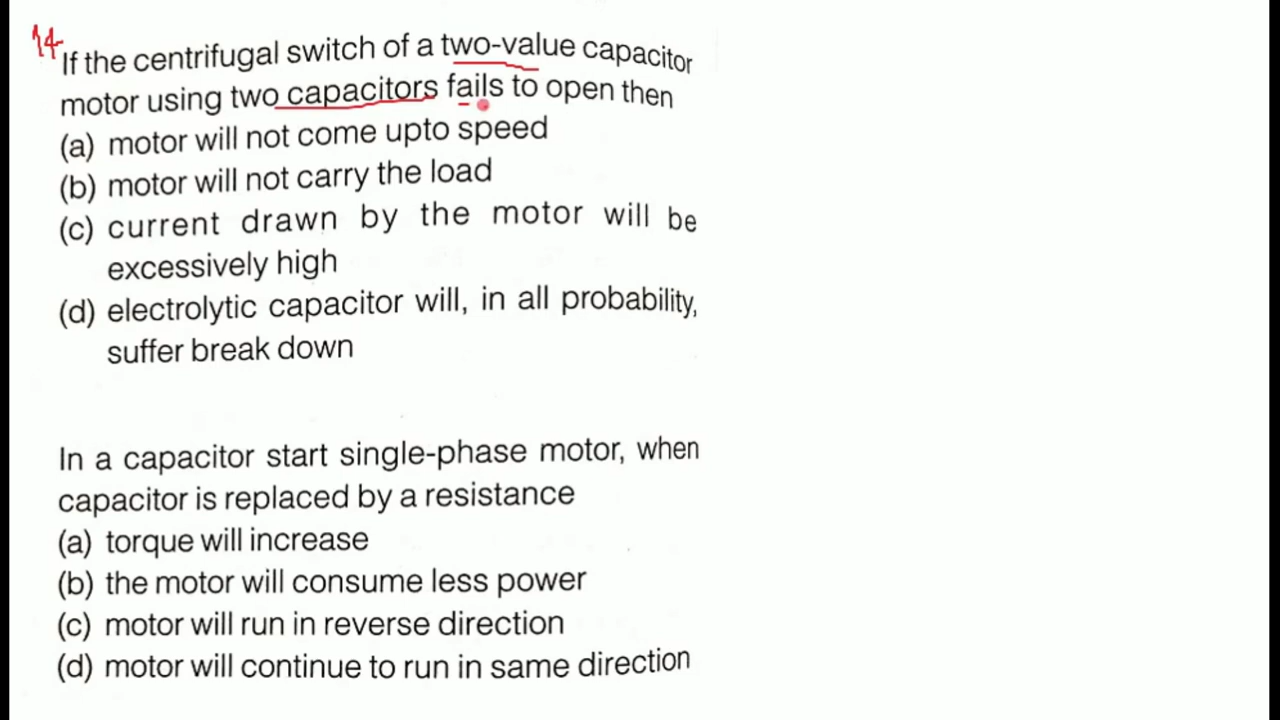 14
If the centrifugal switch of a two-value capacitor
motor using two capacitors fails to open then
(a) motor will not come upto speed
(b) motor will not carry the load
(c) current drawn by the motor will be
excessively high
(d) electrolytic capacitor will, in all probability,
suffer break down
In a capacitor start single-phase motor, when
capacitor is replaced by a resistance
(a) torque will increase
(b) the motor will consume less power
(c) motor will run in reverse direction
(d) motor will continue to run in same direction